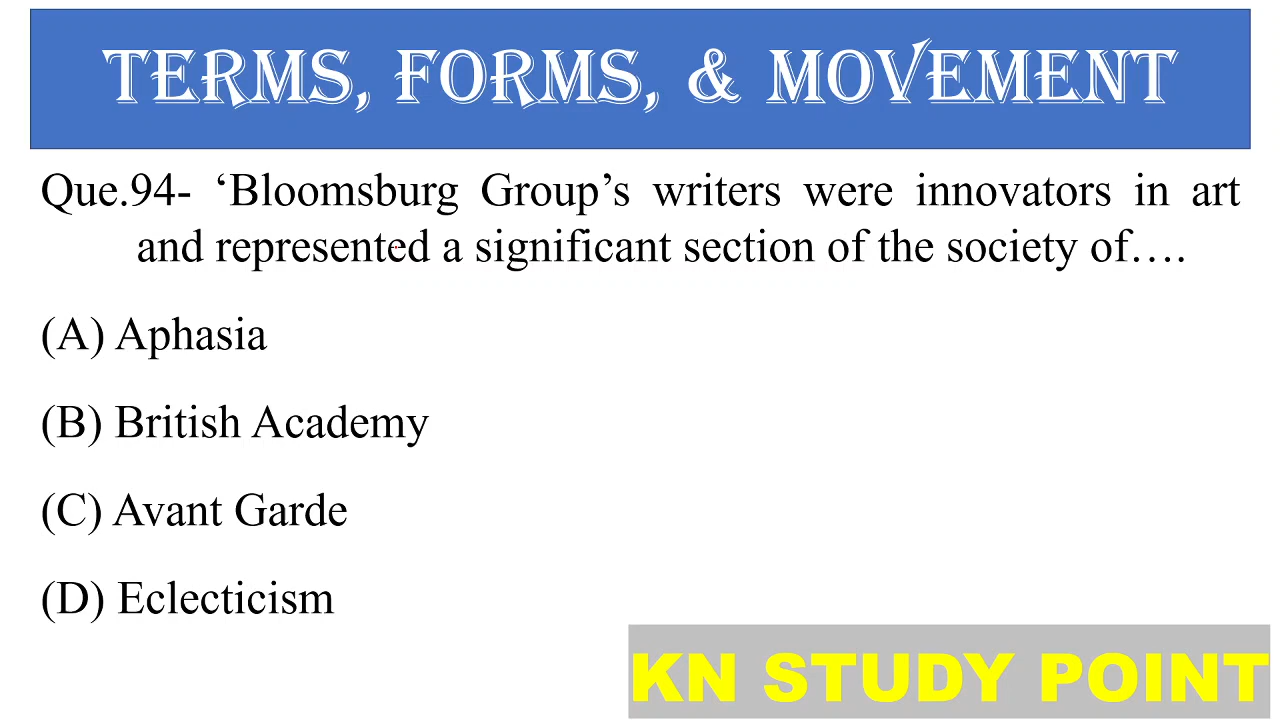 TERMS, FORMS, & MOVEMENT
Que.94- ‘Bloomsburg Group’s writers were innovators in art
and represented a significant section of the society of….
(A) Aphasia
(B) British Academy
(C) Avant Garde
(D) Eclecticism
KN STUDY POINT